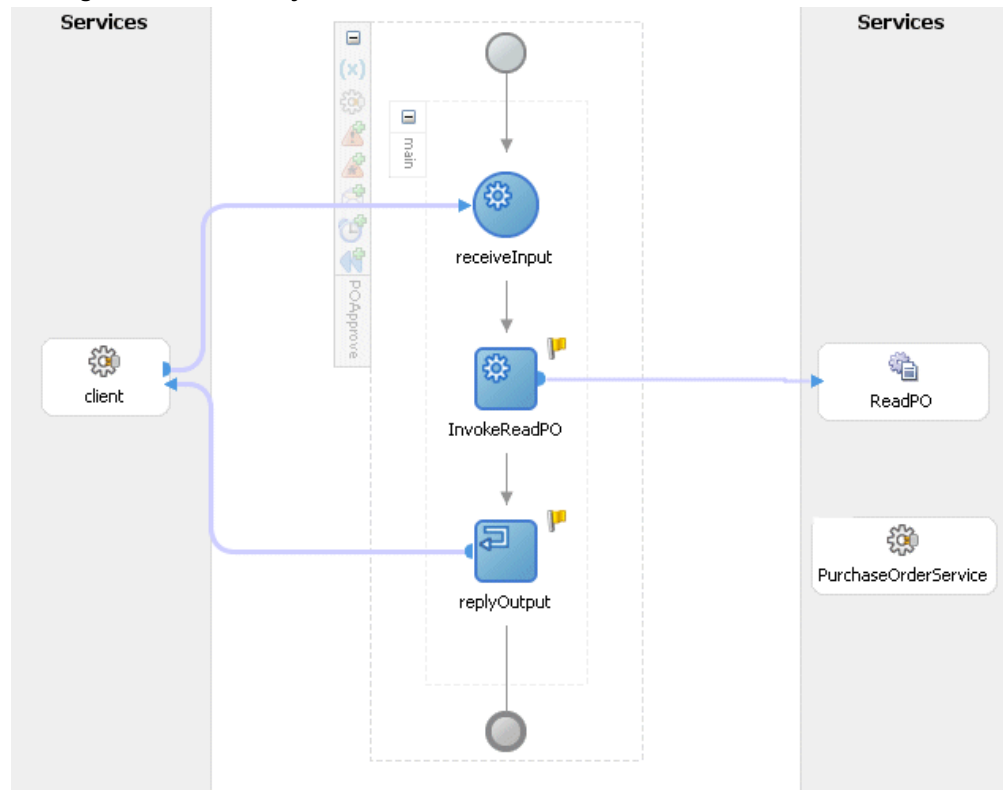 Services
Services
(x)
main
receiveInput
POApprove
client
InvokeReadPO
ReadPO
PurchaseOrderService
replyOutput